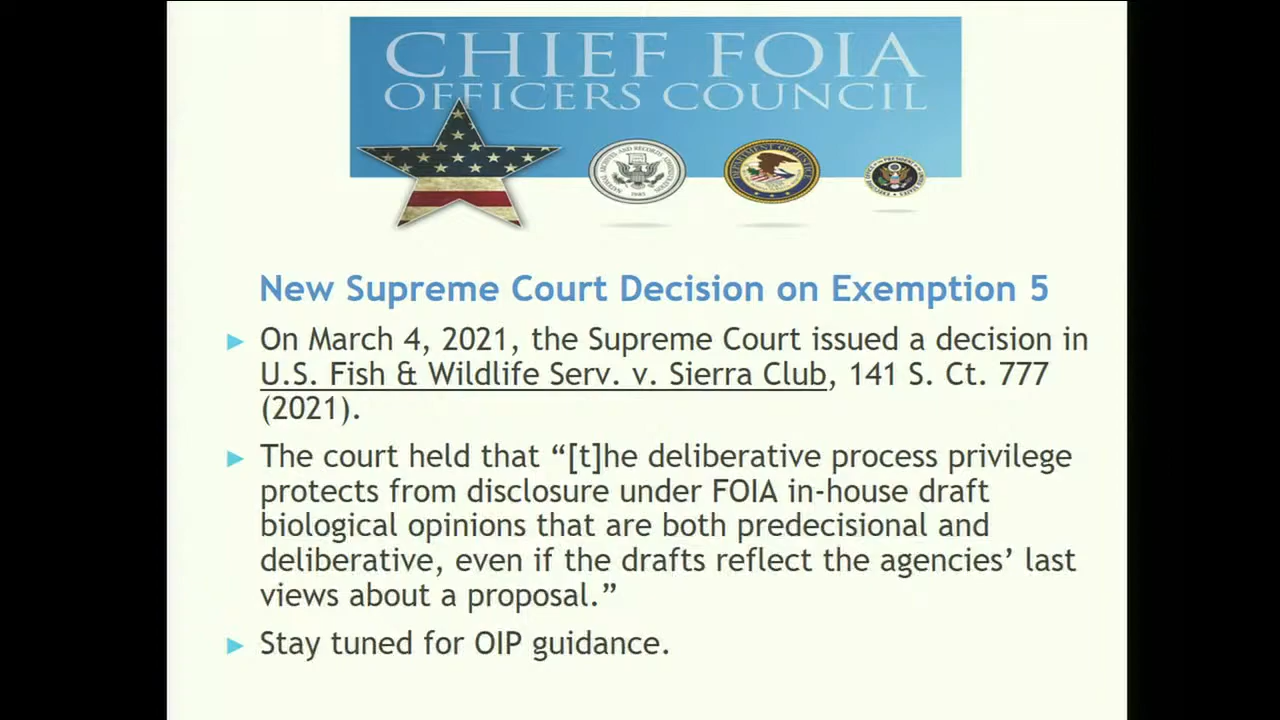 CHIEF FOIA
OFFICERS COUNCIL
New Supreme Court Decision on Exemption 5
On March 4, 2021, the Supreme Court issued a decision in
U.S. Fish & Wildlife Serv. v. Sierra Club, 141 S. Ct. 777
(2021).
The court held that “[t]he deliberative process privilege
protects from disclosure under FOIA in-house draft
biological opinions that are both predecisional and
deliberative, even if the drafts reflect the agencies’ last
views about a proposal.”
Stay tuned for OIP guidance.